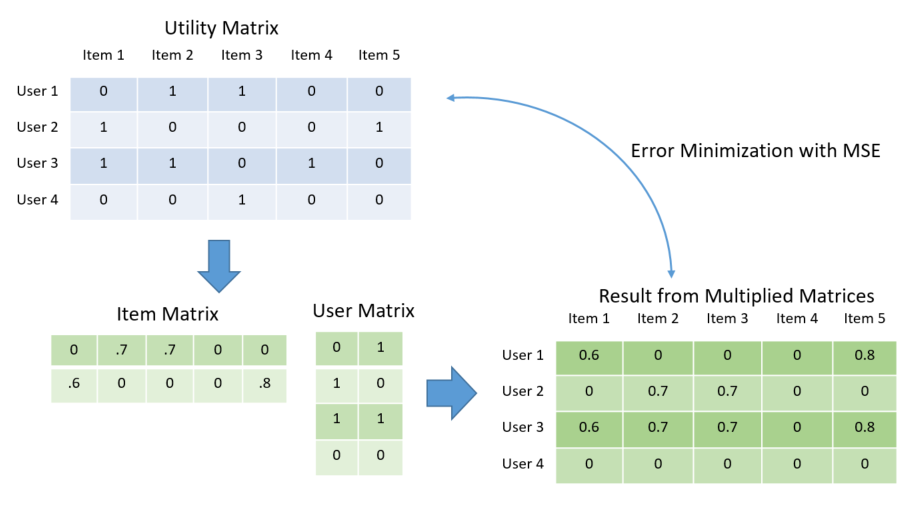 Utility Matrix
Item 1 Item 2 Item 3 Item 4 Item 5
User 1 0 1 1 0 0
User 2 1 0 0 0 1
User 3 1 1 0 1 0
User 4 0 0 1 0 0
Error Minimization with MSE
Item Matrix
0 .7 .7 0 0
.6 0 0 0 .8
User Matrix
0 1
1 0
1 1
0 0
Result from Multiplied Matrices
Item 1 Item 2 Item 3 Item 4 Item 5
User 1 0.6 0 0 0 0.8
User 2 0 0.7 0.7 0 0
User 3 0.6 0.7 0.7 0 0.8
User 4 0 0 0 0 0